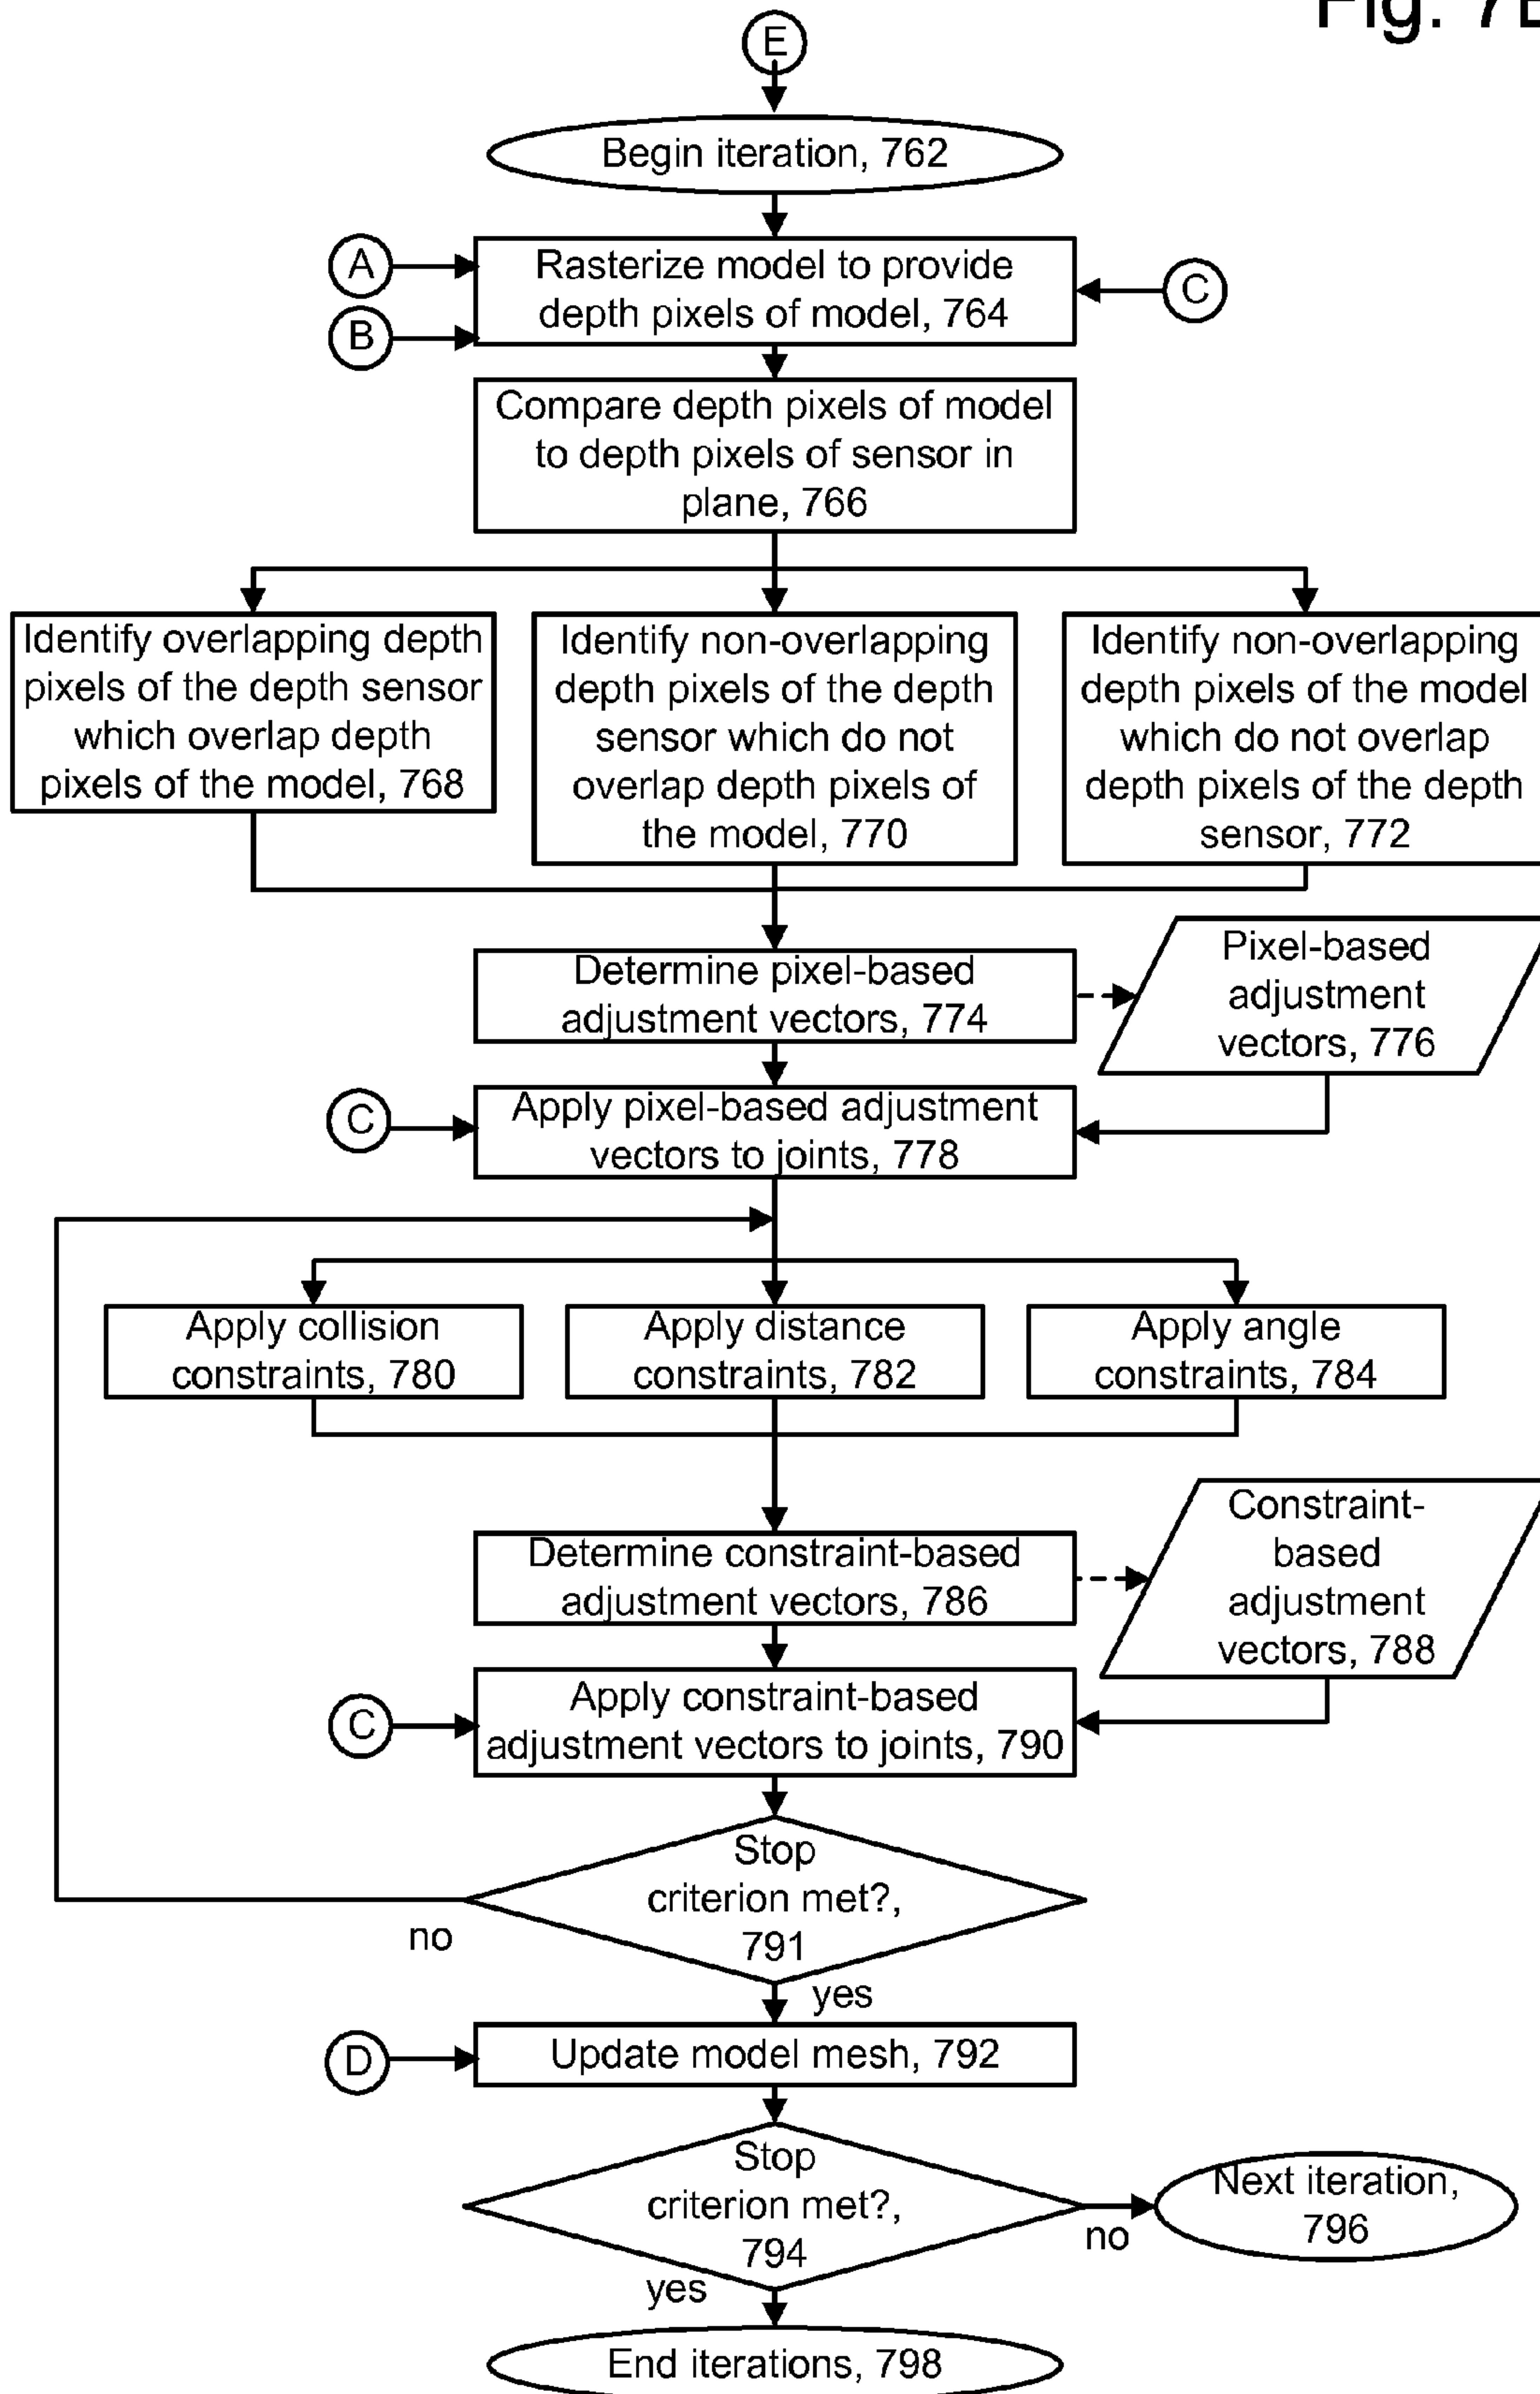 Fig. 7
E
Begin iteration, 762
A
Rasterize model to provide
depth pixels of model, 764
C
B
Compare depth pixels of model
to depth pixels of sensor in
plane, 766
Identify overlapping depth
pixels of the depth sensor
which overlap depth
pixels of the model, 768
Identify non-overlapping
depth pixels of the depth
sensor which do not
overlap depth pixels of
the model, 770
Identify non-overlapping
depth pixels of the model
which do not overlap
depth pixels of the depth
sensor, 772
Determine pixel-based
adjustment vectors, 774
Pixel-based
adjustment
vectors, 776
C
Apply pixel-based adjustment
vectors to joints, 778
Apply collision
constraints, 780
Apply distance
constraints, 782
Apply angle
constraints, 784
Determine constraint-based
adjustment vectors, 786
Constraint-
based
adjustment
vectors, 788
C
Apply constraint-based
adjustment vectors to joints, 790
Stop
criterion met?,
791
no
yes
D
Update model mesh, 792
Stop
criterion met?,
794
no
Next iteration,
796
yes
End iterations, 798